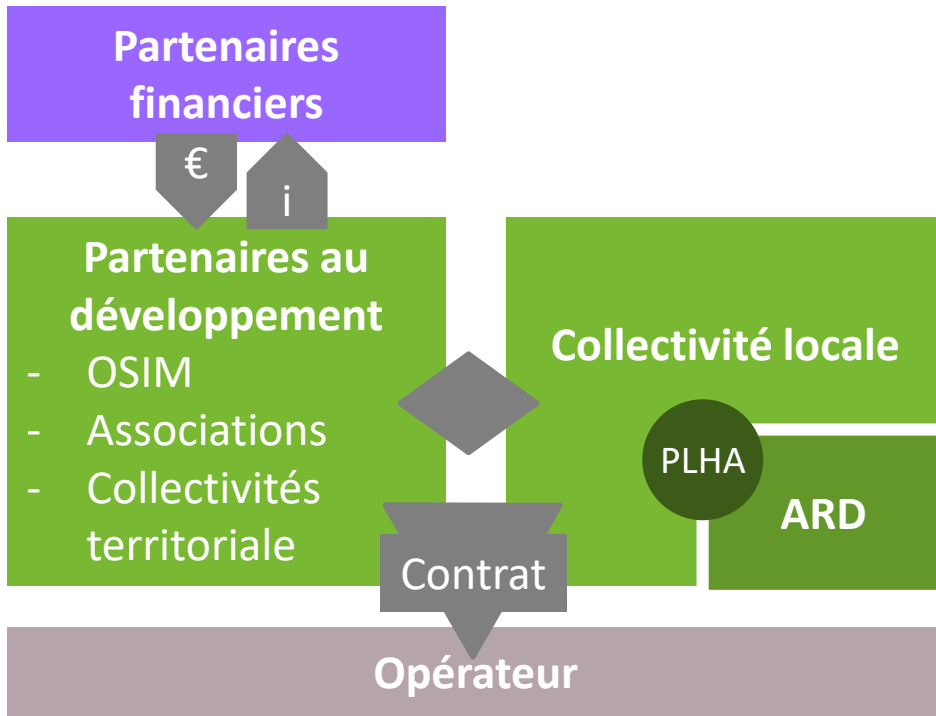 Partenaires
financiers
€
i
Partenaires au
développement
- OSIM
- Associations
- Collectivités
territoriale
Collectivité locale
PLHA
ARD
Contrat
Opérateur